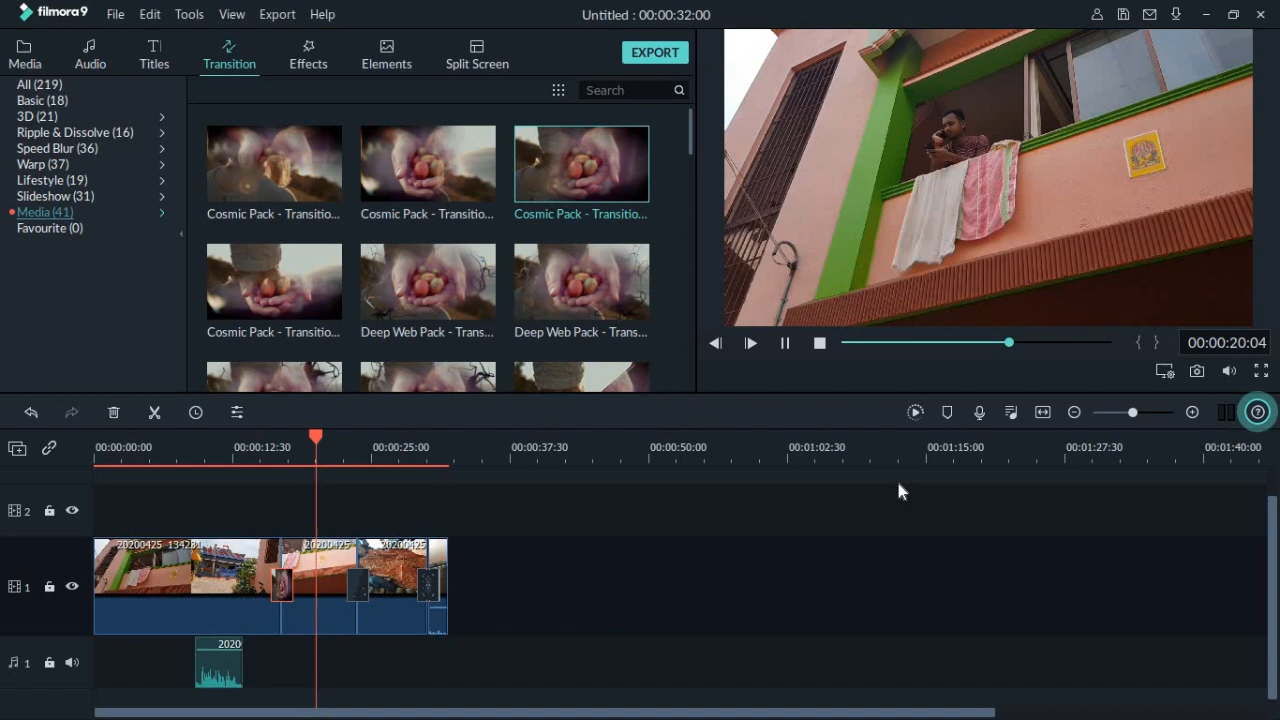 filmora9 File Edit Tools View Export Help Untitled : 00:00:32:00
Media Audio Titles Transition Effects Elements Split Screen EXPORT
All (219)
Basic (18)
3D (21)
Ripple & Dissolve (16)
Speed Blur (36)
Warp (37)
Lifestyle (19)
Slideshow (31)
Media (41)
Favourite (0)
Search
Cosmic Pack - Transitio... Cosmic Pack - Transitio... Cosmic Pack - Transitio...
Cosmic Pack - Transitio... Deep Web Pack - Trans... Deep Web Pack - Trans...
00:00:20:04
00:00:00:00 00:00:12:30 00:00:25:00 00:00:37:30 00:00:50:00 00:01:02:30 00:01:15:00 00:01:27:30 00:01:40:00
2
20200425 20200425
1
2020
1